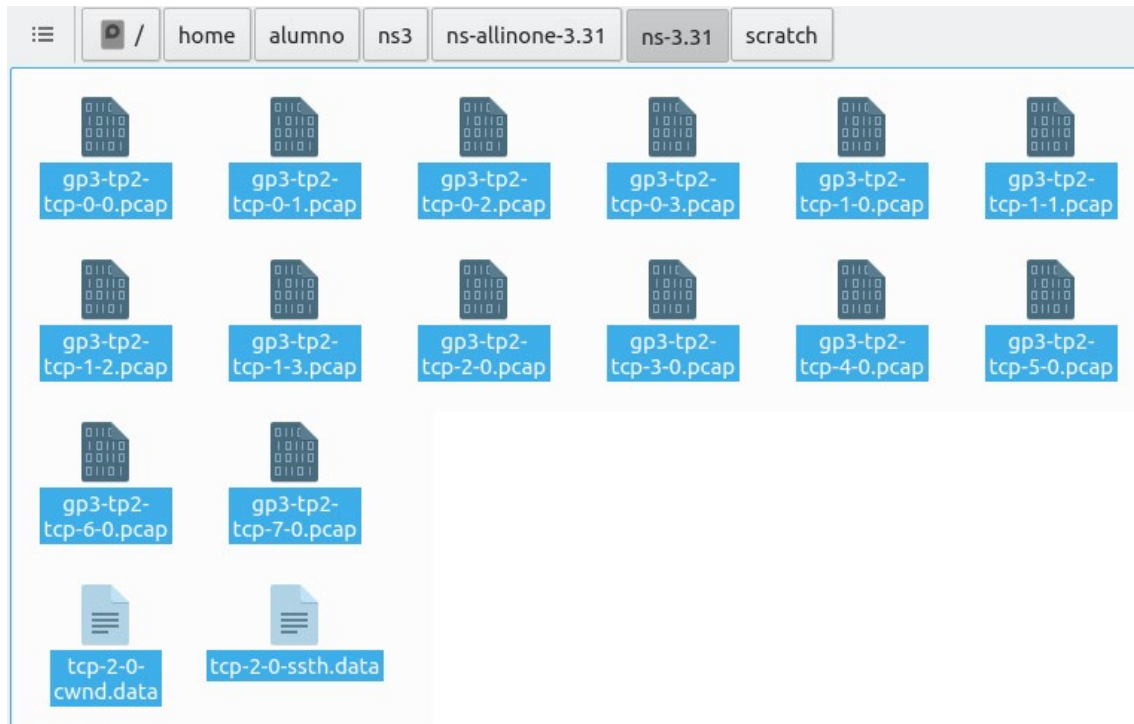 / home alumno ns3 ns-allinone-3.31 ns-3.31 scratch
gp3-tp2-
tcp-0-0.pcap
gp3-tp2-
tcp-0-1.pcap
gp3-tp2-
tcp-0-2.pcap
gp3-tp2-
tcp-0-3.pcap
gp3-tp2-
tcp-1-0.pcap
gp3-tp2-
tcp-1-1.pcap
gp3-tp2-
tcp-1-2.pcap
gp3-tp2-
tcp-1-3.pcap
gp3-tp2-
tcp-2-0.pcap
gp3-tp2-
tcp-3-0.pcap
gp3-tp2-
tcp-4-0.pcap
gp3-tp2-
tcp-5-0.pcap
gp3-tp2-
tcp-6-0.pcap
gp3-tp2-
tcp-7-0.pcap
tcp-2-0-
cwnd.data
tcp-2-0-ssth.data